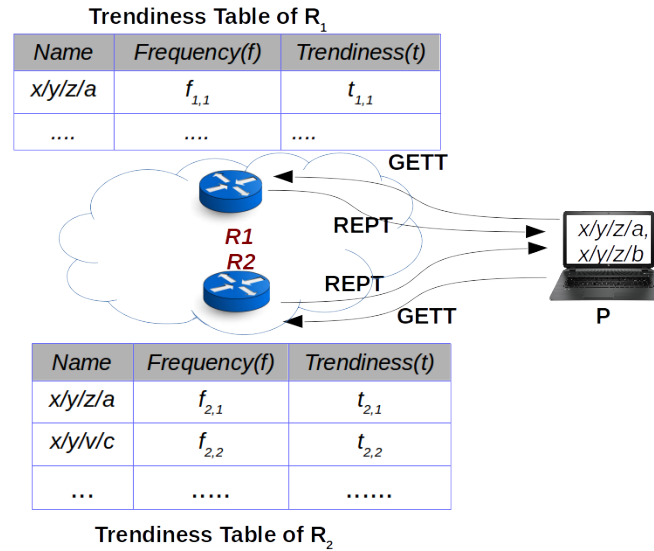 Trendiness Table of R1
Name Frequency(f) Trendiness(t)
x/y/z/a f1,1 t1,1
.... .... ....
GETT
REPT
R1
R2
REPT
GETT
x/y/z/a,
x/y/z/b
P
Name Frequency(f) Trendiness(t)
x/y/z/a f2,1 t2,1
x/y/v/c f2,2 t2,2
... ..... ......
Trendiness Table of R2